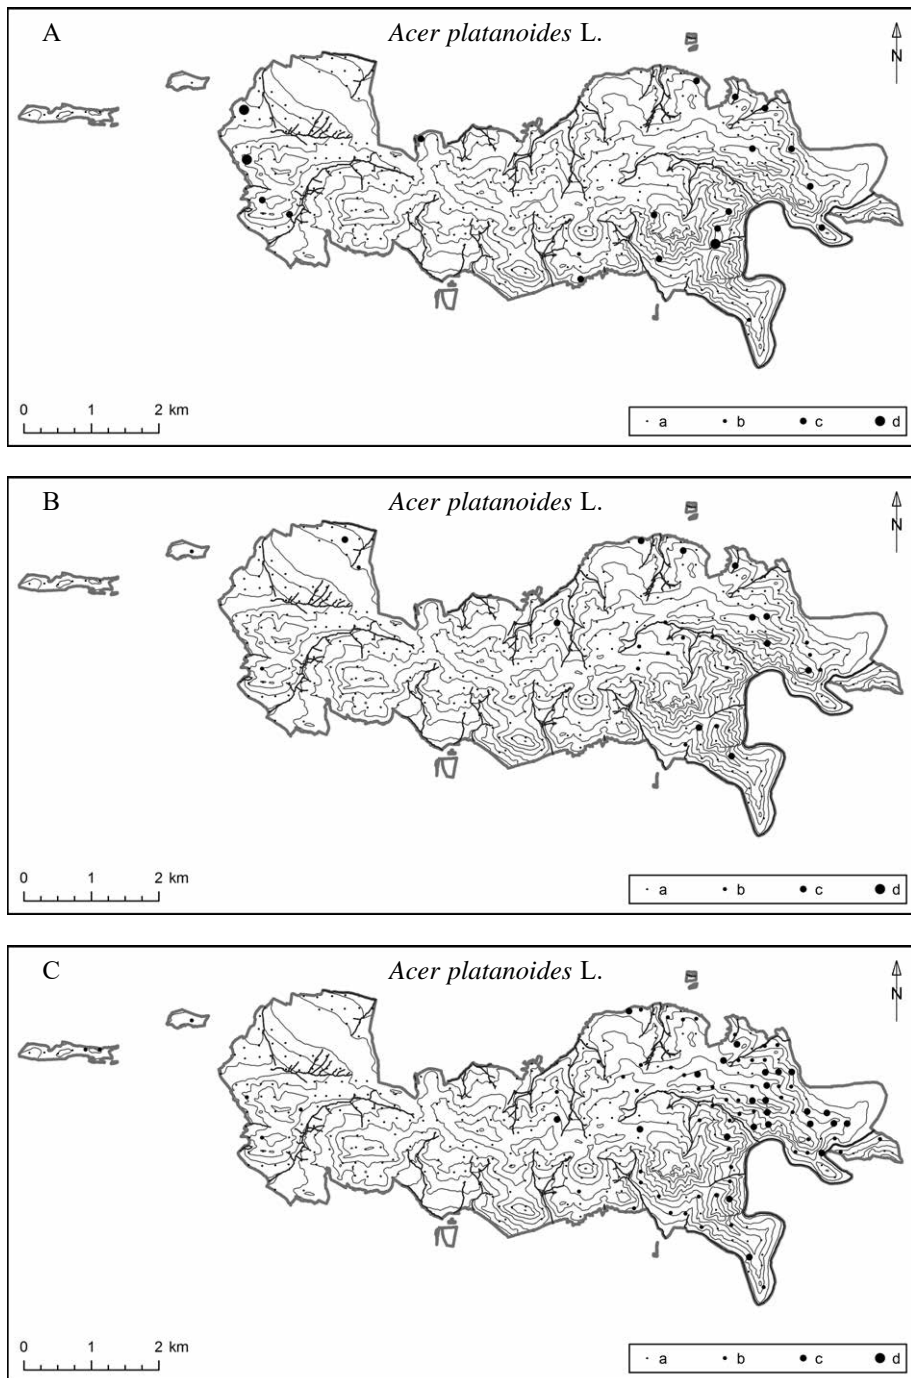 A
Acer platanoides L.
N
0 1 2 km
a b c d
B
Acer platanoides L.
N
0 1 2 km
a b c d
C
Acer platanoides L.
N
0 1 2 km
a b c d